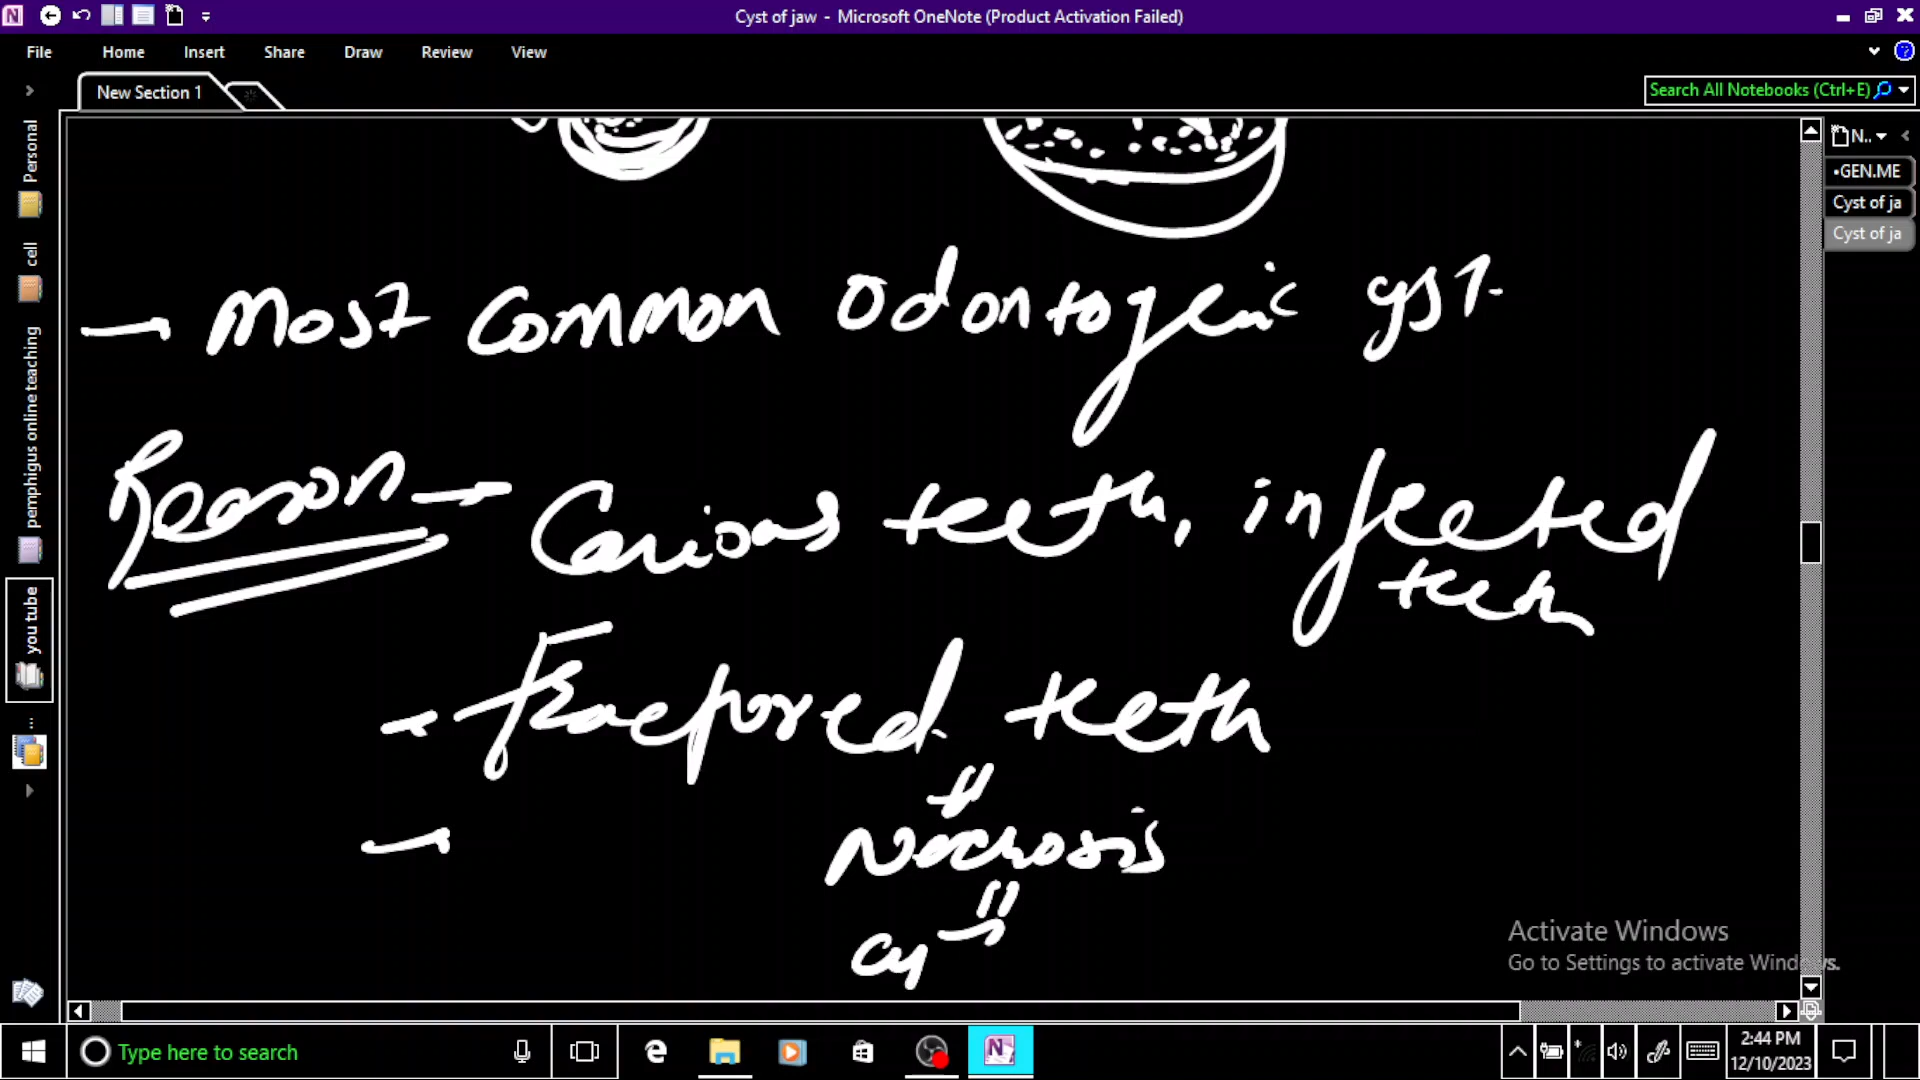 Cyst of jaw - Microsoft OneNote (Product Activation Failed)
File Home Insert Share Draw Review View
New Section 1
Search All Notebooks (Ctrl+E)
Personal
cell
pemphigus online teaching
you tube
...
N..
•GEN.ME
Cyst of ja
Cyst of ja
→ Most common Odontogenic cyst.
Reason → Carious teeth, infected
teeth
→ Fractured teeth
Necrosis
→
Cy
Activate Windows
Go to Settings to activate Windows.
Type here to search
2:44 PM
12/10/2023